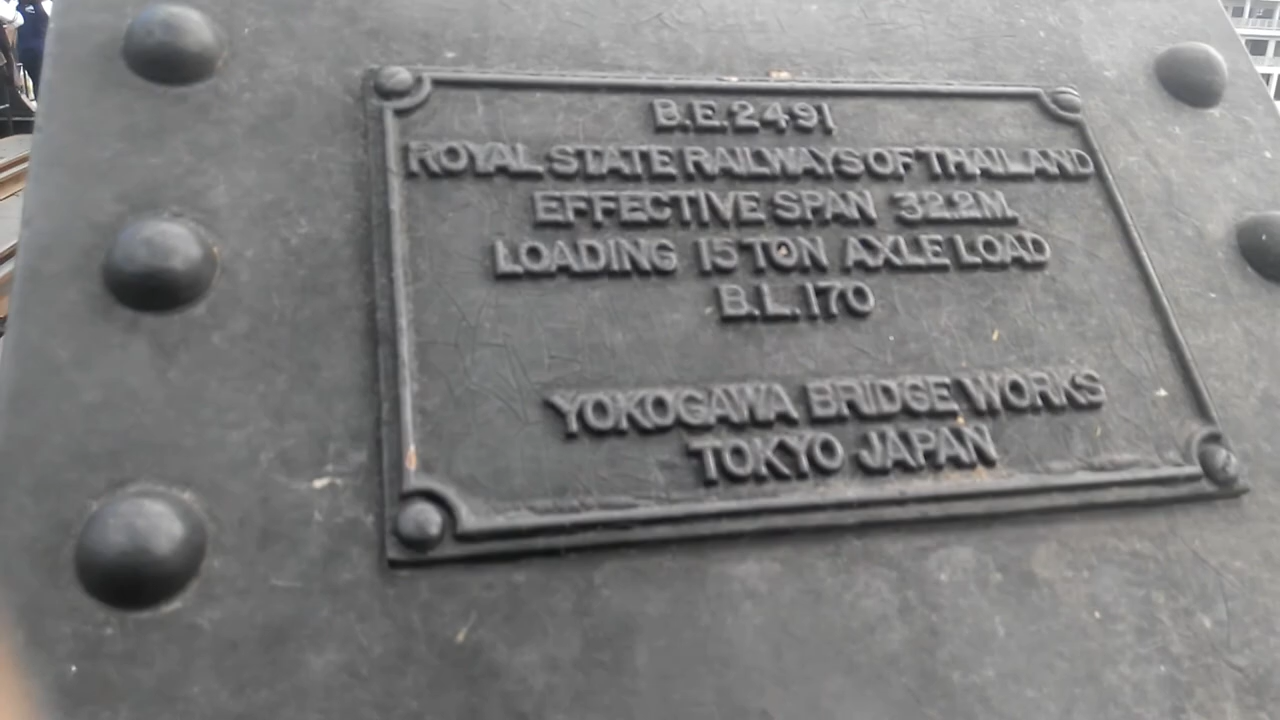 B.E.2491
ROYAL STATE RAILWAYS OF THAILAND
EFFECTIVE SPAN 32.2M.
LOADING 15 TON AXLE LOAD
B.L.170
YOKOGAWA BRIDGE WORKS
TOKYO JAPAN